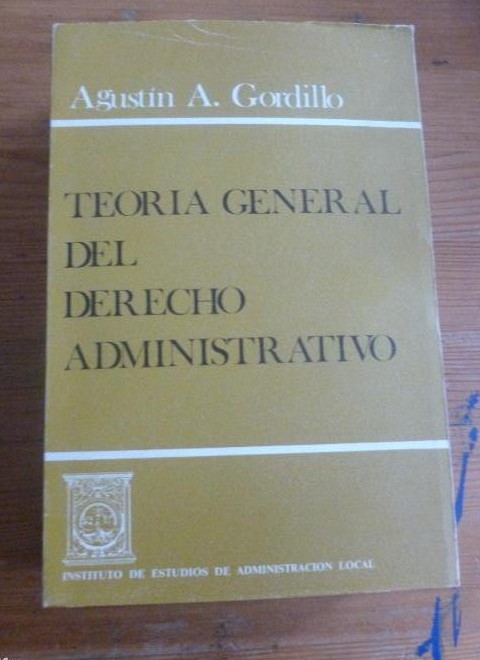 Agustín A. Gordillo
TEORIA GENERAL
DEL
DERECHO
ADMINISTRATIVO
INSTITUTO DE ESTUDIOS DE ADMINISTRACION LOCAL